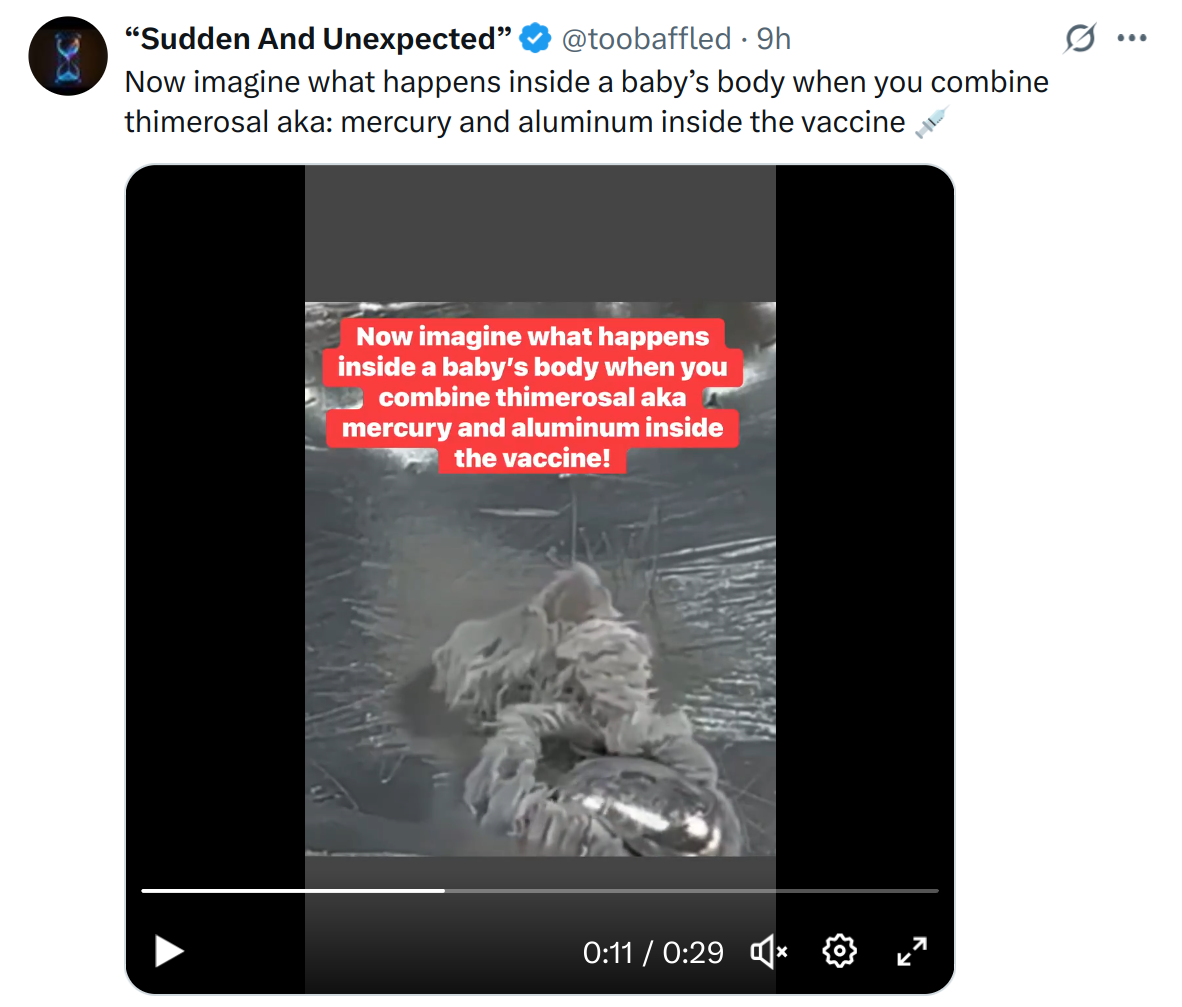 “Sudden And Unexpected” @toobaffled · 9h
Now imagine what happens inside a baby’s body when you combine
thimerosal aka: mercury and aluminum inside the vaccine 💉
Now imagine what happens
inside a baby’s body when you
combine thimerosal aka
mercury and aluminum inside
the vaccine!
0:11 / 0:29